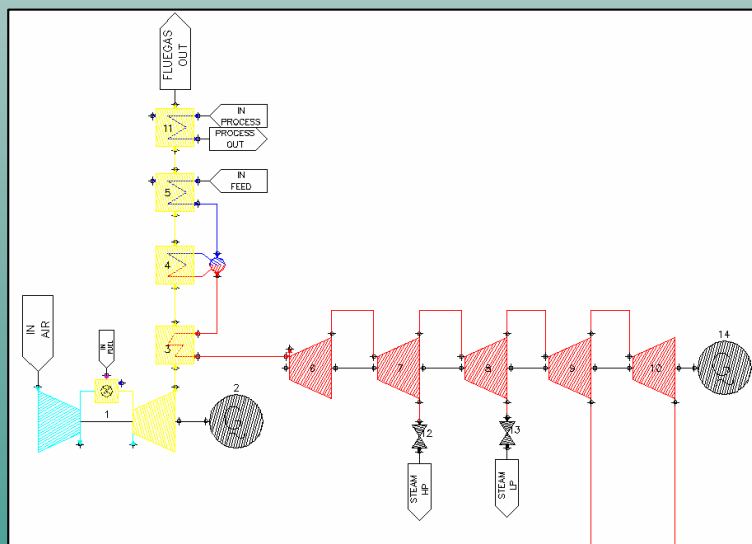 FLUEGAS
OUT
11
IN
PROCESS
PROCESS
OUT
5
IN
FEED
4
IN
AIR
IN
FUEL
3
1
2
G
6
7
8
9
10
14
G
12
13
STEAM
HP
STEAM
LP